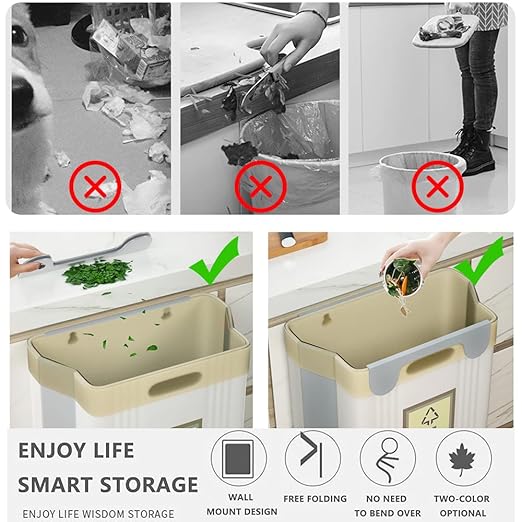 ENJOY LIFE
SMART STORAGE
ENJOY LIFE WISDOM STORAGE
WALL
MOUNT DESIGN
FREE FOLDING
NO NEED
TO BEND OVER
TWO-COLOR
OPTIONAL